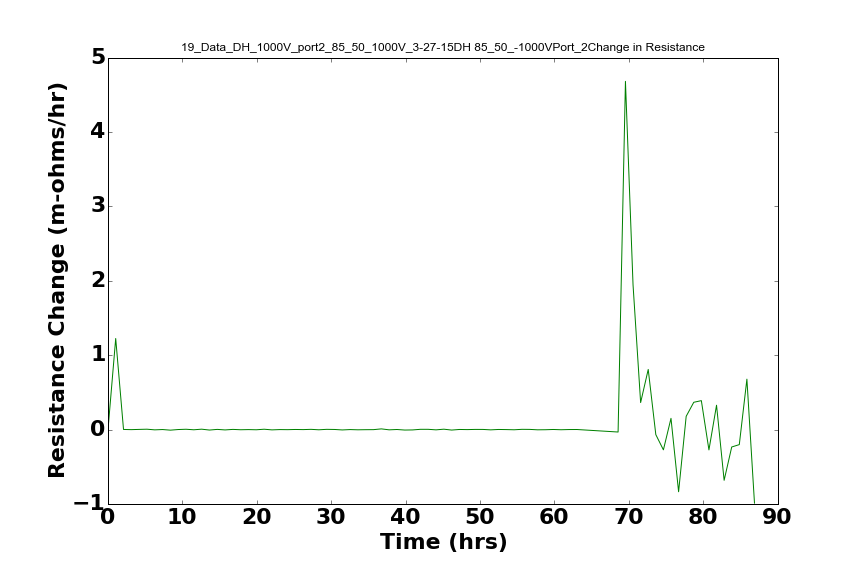 19_Data_DH_1000V_port2_85_50_1000V_3-27-15DH 85_50_-1000VPort_2Change in Resistance
5
4
3
2
1
0
−1
Resistance Change (m-ohms/hr)
0 10 20 30 40 50 60 70 80 90
Time (hrs)